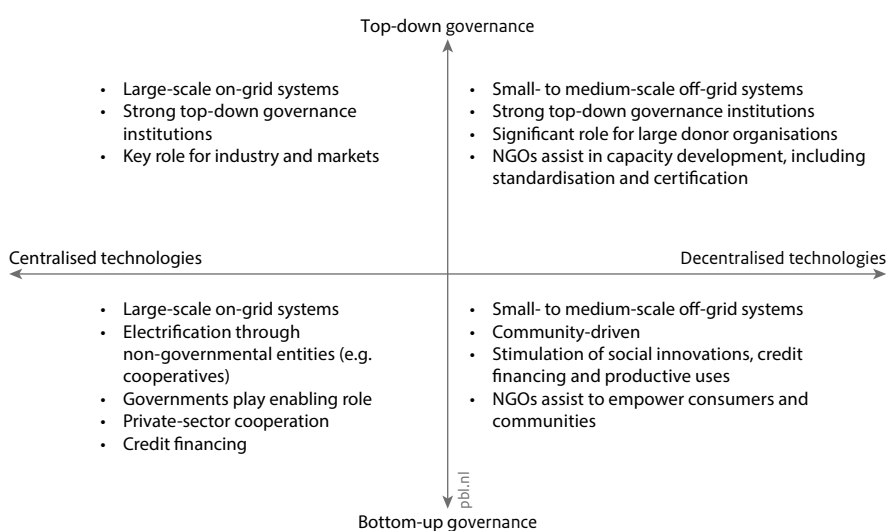 Top-down governance
• Large-scale on-grid systems
• Strong top-down governance
institutions
• Key role for industry and markets
• Small- to medium-scale off-grid systems
• Strong top-down governance institutions
• Significant role for large donor organisations
• NGOs assist in capacity development, including
standardisation and certification
Centralised technologies
Decentralised technologies
• Large-scale on-grid systems
• Electrification through
non-governmental entities (e.g.
cooperatives)
• Governments play enabling role
• Private-sector cooperation
• Credit financing
• Small- to medium-scale off-grid systems
• Community-driven
• Stimulation of social innovations, credit
financing and productive uses
• NGOs assist to empower consumers and
communities
pbl.nl
Bottom-up governance